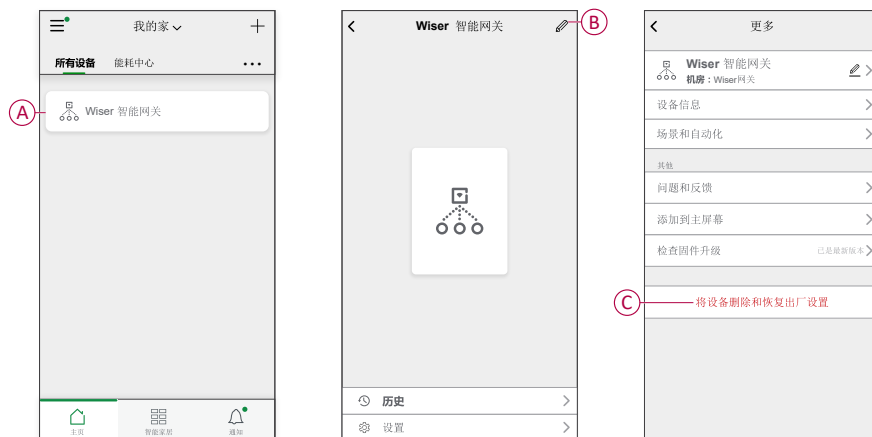 我的家
所有设备 能耗中心
A
Wiser 智能网关
主页 智能家居 通知
Wiser 智能网关
B
历史
设置
更多
Wiser 智能网关
机房：Wiser网关
设备信息
场景和自动化
其他
问题和反馈
添加到主屏幕
检查固件升级 已是最新版本
C
将设备删除和恢复出厂设置